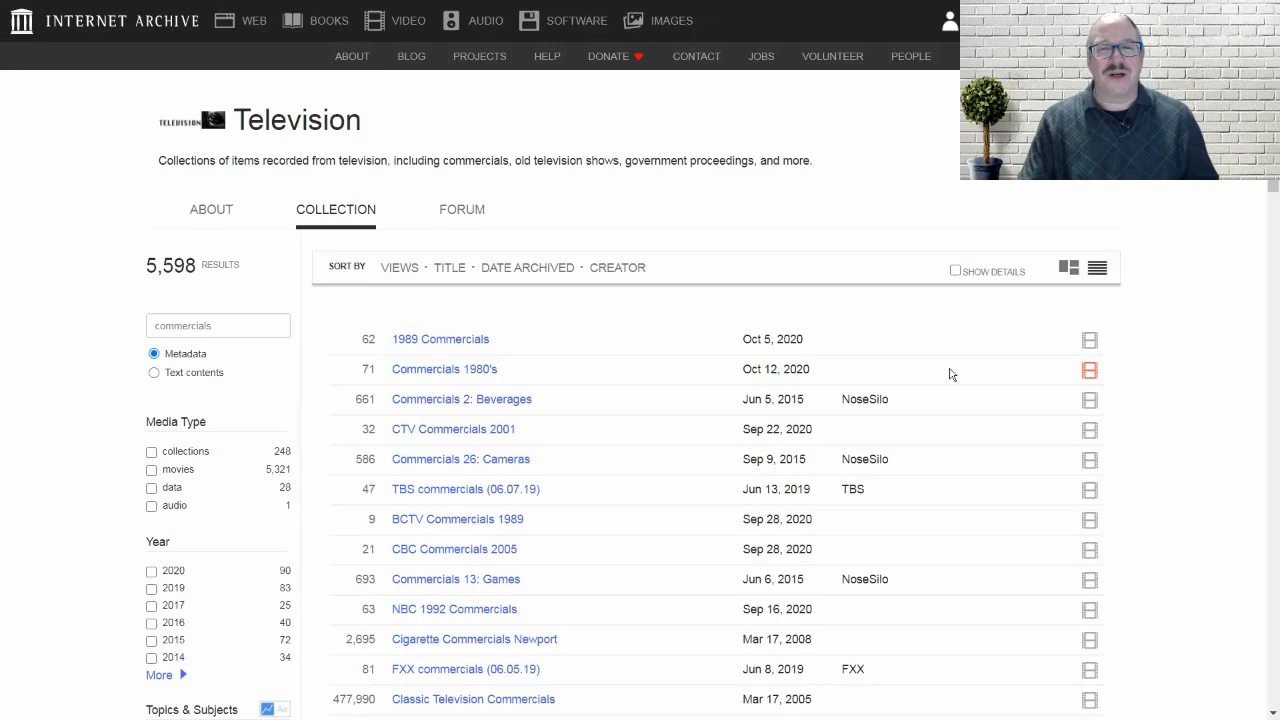 INTERNET ARCHIVE WEB BOOKS VIDEO AUDIO SOFTWARE IMAGES
ABOUT BLOG PROJECTS HELP DONATE CONTACT JOBS VOLUNTEER PEOPLE
TELEVISION Television
Collections of items recorded from television, including commercials, old television shows, government proceedings, and more.
ABOUT COLLECTION FORUM
5,598 RESULTS
SORT BY VIEWS · TITLE · DATE ARCHIVED · CREATOR SHOW DETAILS
commercials
Metadata
Text contents
Media Type
collections 248
movies 5,321
data 28
audio 1
Year
2020 90
2019 83
2017 25
2016 40
2015 72
2014 34
More
Topics & Subjects Aa
62 1989 Commercials Oct 5, 2020
71 Commercials 1980's Oct 12, 2020
661 Commercials 2: Beverages Jun 5, 2015 NoseSilo
32 CTV Commercials 2001 Sep 22, 2020
586 Commercials 26: Cameras Sep 9, 2015 NoseSilo
47 TBS commercials (06.07.19) Jun 13, 2019 TBS
9 BCTV Commercials 1989 Sep 28, 2020
21 CBC Commercials 2005 Sep 28, 2020
693 Commercials 13: Games Jun 6, 2015 NoseSilo
63 NBC 1992 Commercials Sep 16, 2020
2,695 Cigarette Commercials Newport Mar 17, 2008
81 FXX commercials (06.05.19) Jun 8, 2019 FXX
477,990 Classic Television Commercials Mar 17, 2005